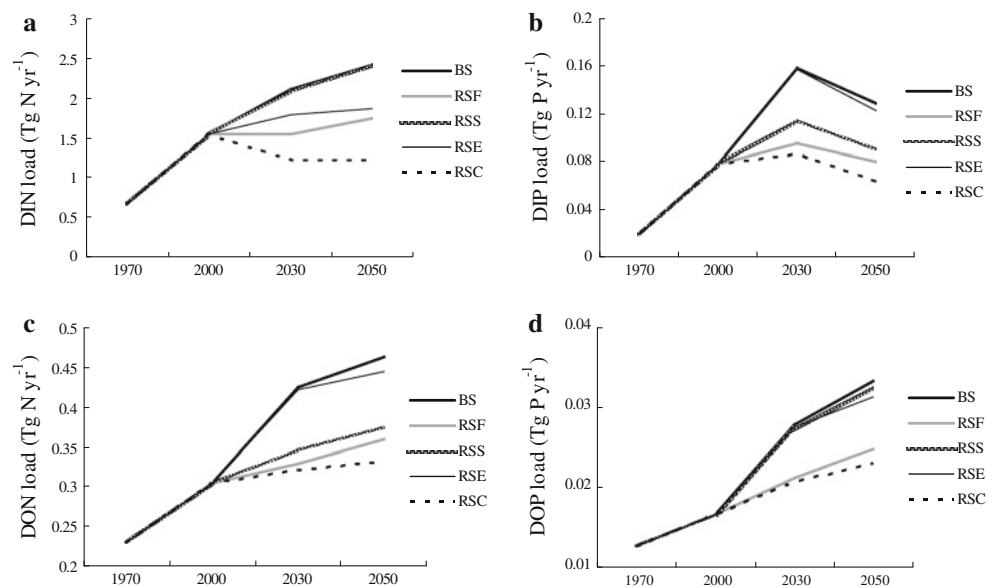 a
DIN load (Tg N yr-1)
3
2.5
2
1.5
1
0.5
0
1970 2000 2030 2050
BS
RSF
RSS
RSE
RSC
b
DIP load (Tg P yr-1)
0.16
0.12
0.08
0.04
0
1970 2000 2030 2050
BS
RSF
RSS
RSE
RSC
c
DON load (Tg N yr-1)
0.5
0.45
0.4
0.35
0.3
0.25
0.2
1970 2000 2030 2050
BS
RSF
RSS
RSE
RSC
d
DOP load (Tg P yr-1)
0.04
0.03
0.02
0.01
1970 2000 2030 2050
BS
RSF
RSS
RSE
RSC